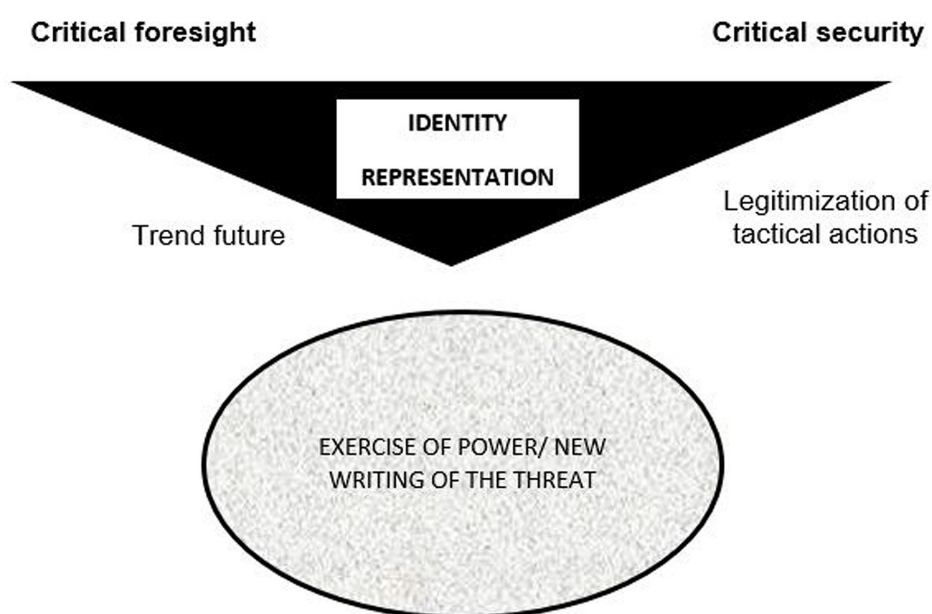 Critical foresight
Critical security
IDENTITY
REPRESENTATION
Legitimization of
tactical actions
Trend future
EXERCISE OF POWER/ NEW
WRITING OF THE THREAT